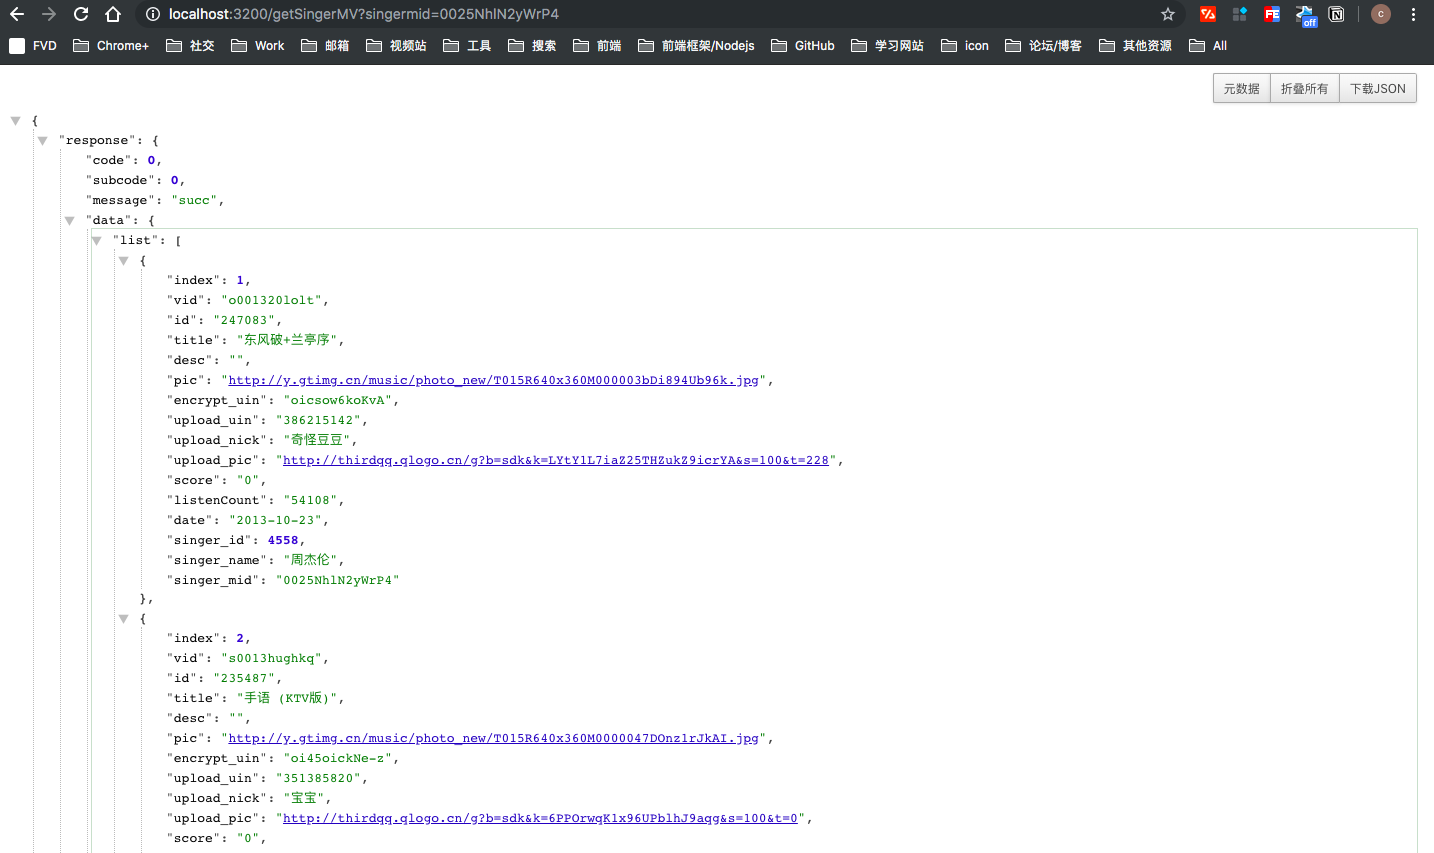 localhost:3200/getSingerMV?singermid=0025NhlN2yWrP4
off
N
c
FVD Chrome+ 社交 Work 邮箱 视频站 工具 搜索 前端 前端框架/Nodejs GitHub 学习网站 icon 论坛/博客 其他资源 All
元数据 折叠所有 下载JSON
{
"response": {
"code": 0,
"subcode": 0,
"message": "succ",
"data": {
"list": [
{
"index": 1,
"vid": "o001320lolt",
"id": "247083",
"title": "东风破+兰亭序",
"desc": "",
"pic": "http://y.gtimg.cn/music/photo_new/T015R640x360M000003bDi894Ub96k.jpg",
"encrypt_uin": "oicsow6koKvA",
"upload_uin": "386215142",
"upload_nick": "奇怪豆豆",
"upload_pic": "http://thirdqq.qlogo.cn/g?b=sdk&k=LYtYlL7iaZ25THZukZ9icrYA&s=100&t=228",
"score": "0",
"listenCount": "54108",
"date": "2013-10-23",
"singer_id": 4558,
"singer_name": "周杰伦",
"singer_mid": "0025NhlN2yWrP4"
},
{
"index": 2,
"vid": "s0013hughkq",
"id": "235487",
"title": "手语 (KTV版)",
"desc": "",
"pic": "http://y.gtimg.cn/music/photo_new/T015R640x360M0000047DOnz1rJkAI.jpg",
"encrypt_uin": "oi45oickNe-z",
"upload_uin": "351385820",
"upload_nick": "宝宝",
"upload_pic": "http://thirdqq.qlogo.cn/g?b=sdk&k=6PPOrwqK1x96UPblhJ9aqg&s=100&t=0",
"score": "0",